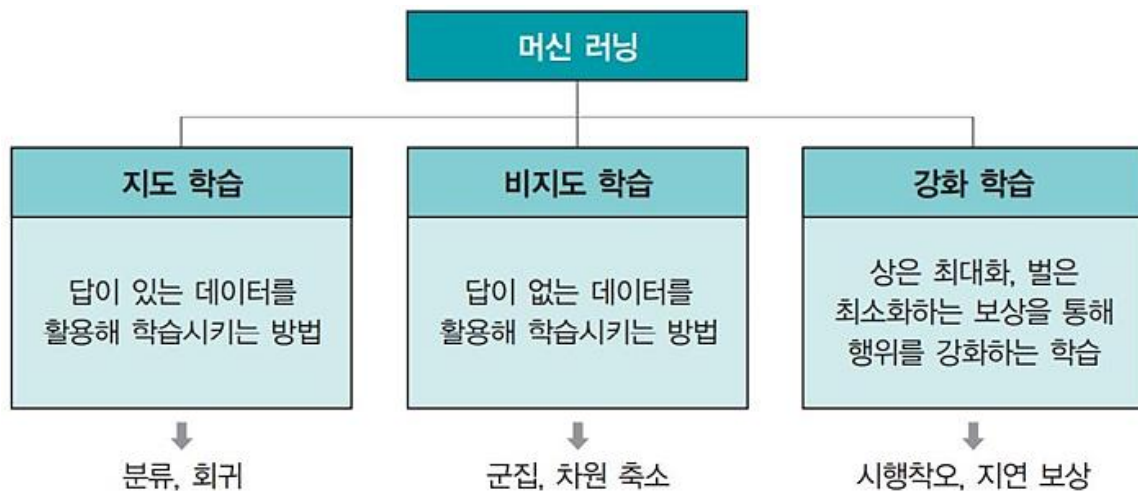 머신 러닝
지도 학습
답이 있는 데이터를
활용해 학습시키는 방법
분류, 회귀
비지도 학습
답이 없는 데이터를
활용해 학습시키는 방법
군집, 차원 축소
강화 학습
상은 최대화, 벌은
최소화하는 보상을 통해
행위를 강화하는 학습
시행착오, 지연 보상